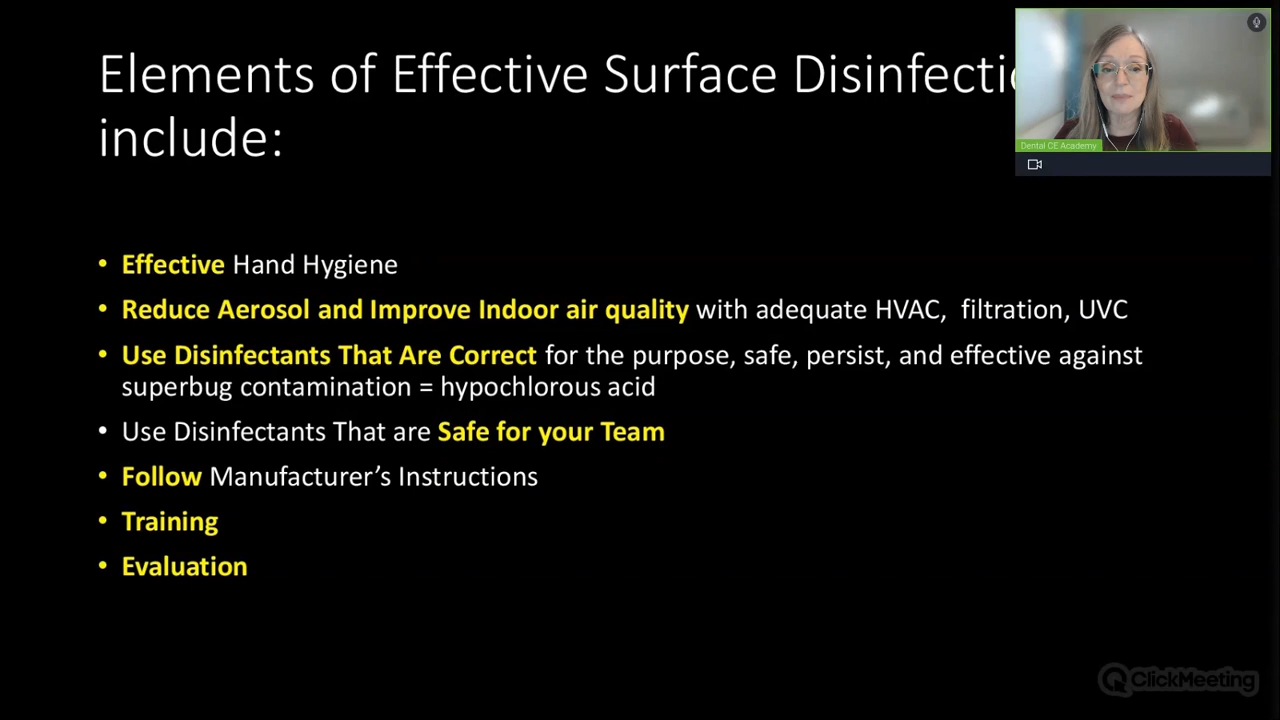 Elements of Effective Surface Disinfectio
include:
Dental CE Academy
• Effective Hand Hygiene
• Reduce Aerosol and Improve Indoor air quality with adequate HVAC, filtration, UVC
• Use Disinfectants That Are Correct for the purpose, safe, persist, and effective against
superbug contamination = hypochlorous acid
• Use Disinfectants That are Safe for your Team
• Follow Manufacturer’s Instructions
• Training
• Evaluation
ClickMeeting